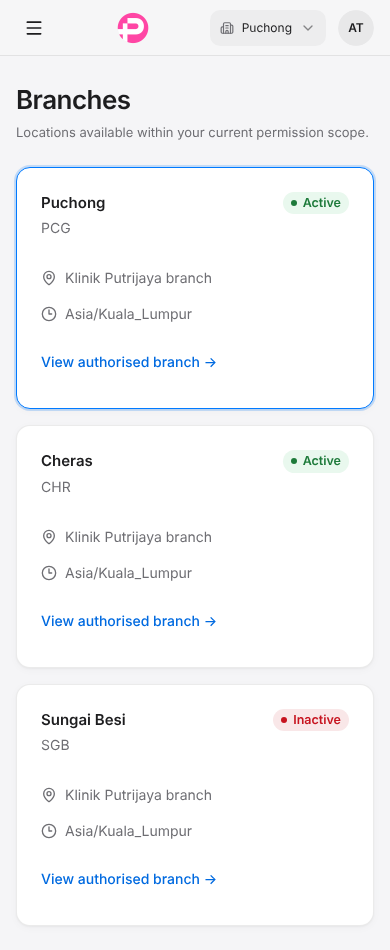 Puchong
AT
Branches
Locations available within your current permission scope.
Puchong
Active
PCG
Klinik Putrijaya branch
Asia/Kuala_Lumpur
View authorised branch →
Cheras
Active
CHR
Klinik Putrijaya branch
Asia/Kuala_Lumpur
View authorised branch →
Sungai Besi
Inactive
SGB
Klinik Putrijaya branch
Asia/Kuala_Lumpur
View authorised branch →